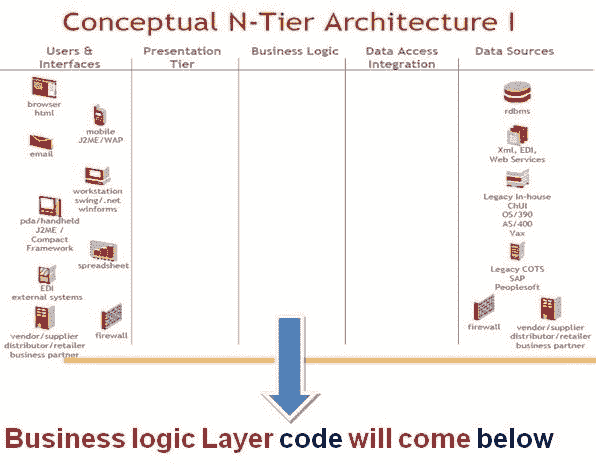 Conceptual N-Tier Architecture I
Users &
Interfaces
Presentation
Tier
Business Logic
Data Access
Integration
Data Sources
browser
html
mobile
J2ME/WAP
email
workstation
swing/.net
winforms
pda/handheld
J2ME /
Compact
Framework
spreadsheet
EDI
external systems
vendor/supplier
distributor/retailer
business partner
firewall
rdbms
Xml, EDI,
Web Services
Legacy In-house
ChUI
OS/390
AS/400
Vax
Legacy COTS
SAP
Peoplesoft
firewall
vendor/supplier
distributor/retailer
business partner
Business logic Layer code will come below